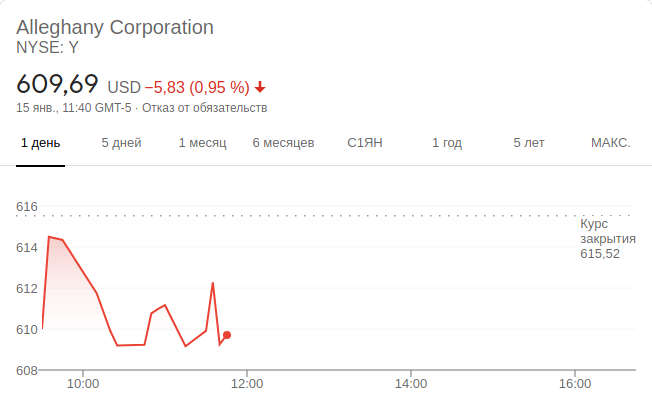 Alleghany Corporation
NYSE: Y
609,69 USD −5,83 (0,95 %)
15 янв., 11:40 GMT-5 · Отказ от обязательств
1 день 5 дней 1 месяц 6 месяцев С1ЯН 1 год 5 лет МАКС.
616
Курс
закрытия
615,52
614
612
610
608
10:00 12:00 14:00 16:00